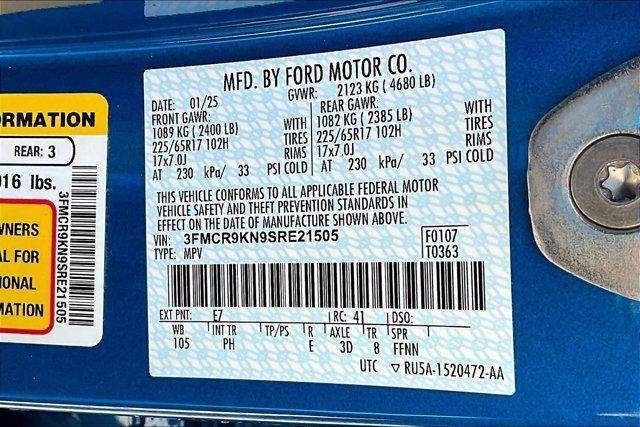 ORMATION
REAR: 3
016 lbs.
WNERS
AL FOR
IONAL
MATION
3FMCR9KN9SRE21505
MFD. BY FORD MOTOR CO.
DATE: 01/25 GVWR: 2123 KG ( 4680 LB)
FRONT GAWR: REAR GAWR:
1089 KG (2400 LB) WITH 1082 KG (2385 LB) WITH
225/65R17 102H TIRES 225/65R17 102H TIRES
17x7.0J RIMS 17x7.0J RIMS
AT 230 kPa/ 33 PSI COLD AT 230 kPa/ 33 PSI COLD
THIS VEHICLE CONFORMS TO ALL APPLICABLE FEDERAL MOTOR
VEHICLE SAFETY AND THEFT PREVENTION STANDARDS IN
EFFECT ON THE DATE OF MANUFACTURE SHOWN ABOVE.
VIN: 3FMCR9KN9SRE21505 F0107
TYPE: MPV T0363
EXT PNT: E7 RC: 41 DSO:
WB INT TR TP/PS R AXLE TR SPR
105 PH E 3D 8 FFNN
UTC RU5A-1520472-AA